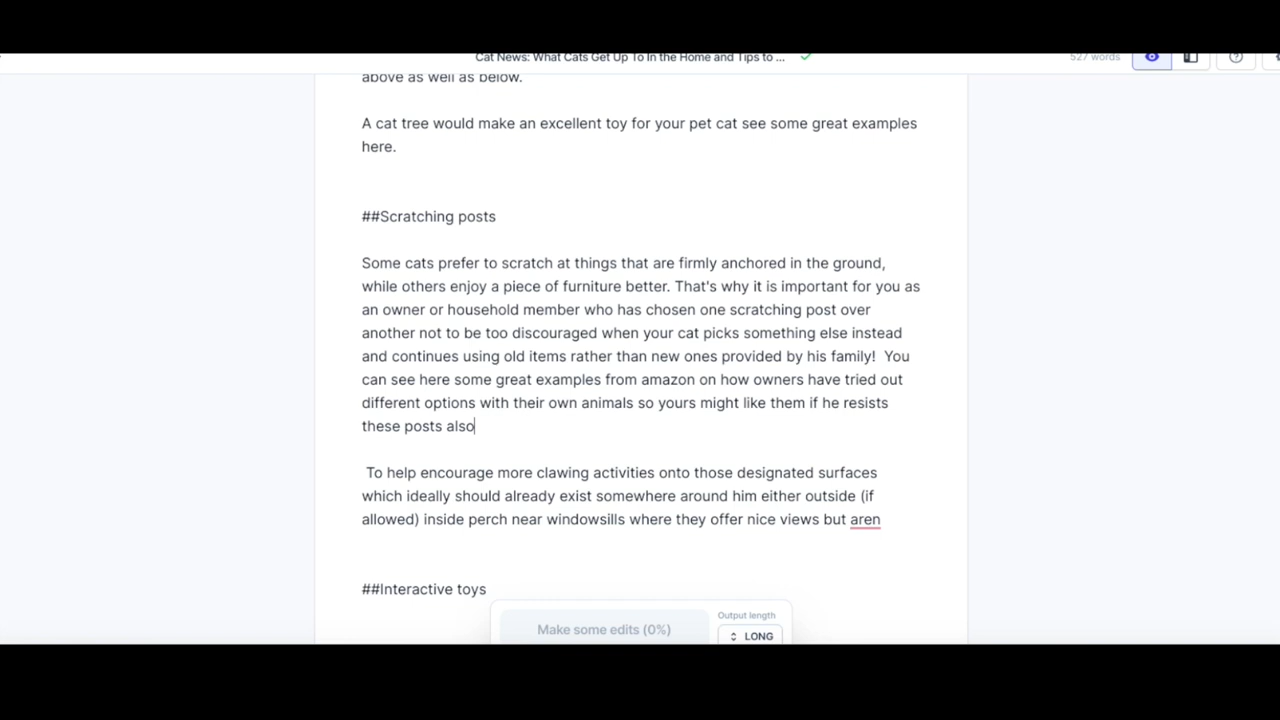 Cat News: What Cats Get Up To In the Home and Tips to ...
527 words
above as well as below.
A cat tree would make an excellent toy for your pet cat see some great examples
here.
##Scratching posts
Some cats prefer to scratch at things that are firmly anchored in the ground,
while others enjoy a piece of furniture better. That's why it is important for you as
an owner or household member who has chosen one scratching post over
another not to be too discouraged when your cat picks something else instead
and continues using old items rather than new ones provided by his family!  You
can see here some great examples from amazon on how owners have tried out
different options with their own animals so yours might like them if he resists
these posts also
To help encourage more clawing activities onto those designated surfaces
which ideally should already exist somewhere around him either outside (if
allowed) inside perch near windowsills where they offer nice views but aren
##Interactive toys
Output length
Make some edits (0%)
LONG